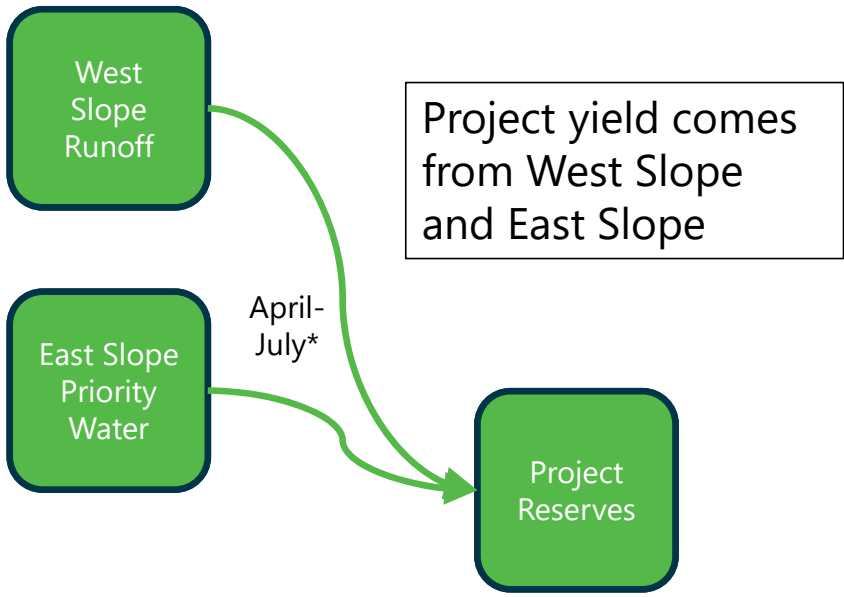 West
Slope
Runoff
Project yield comes
from West Slope
and East Slope
April-
July*
East Slope
Priority
Water
Project
Reserves